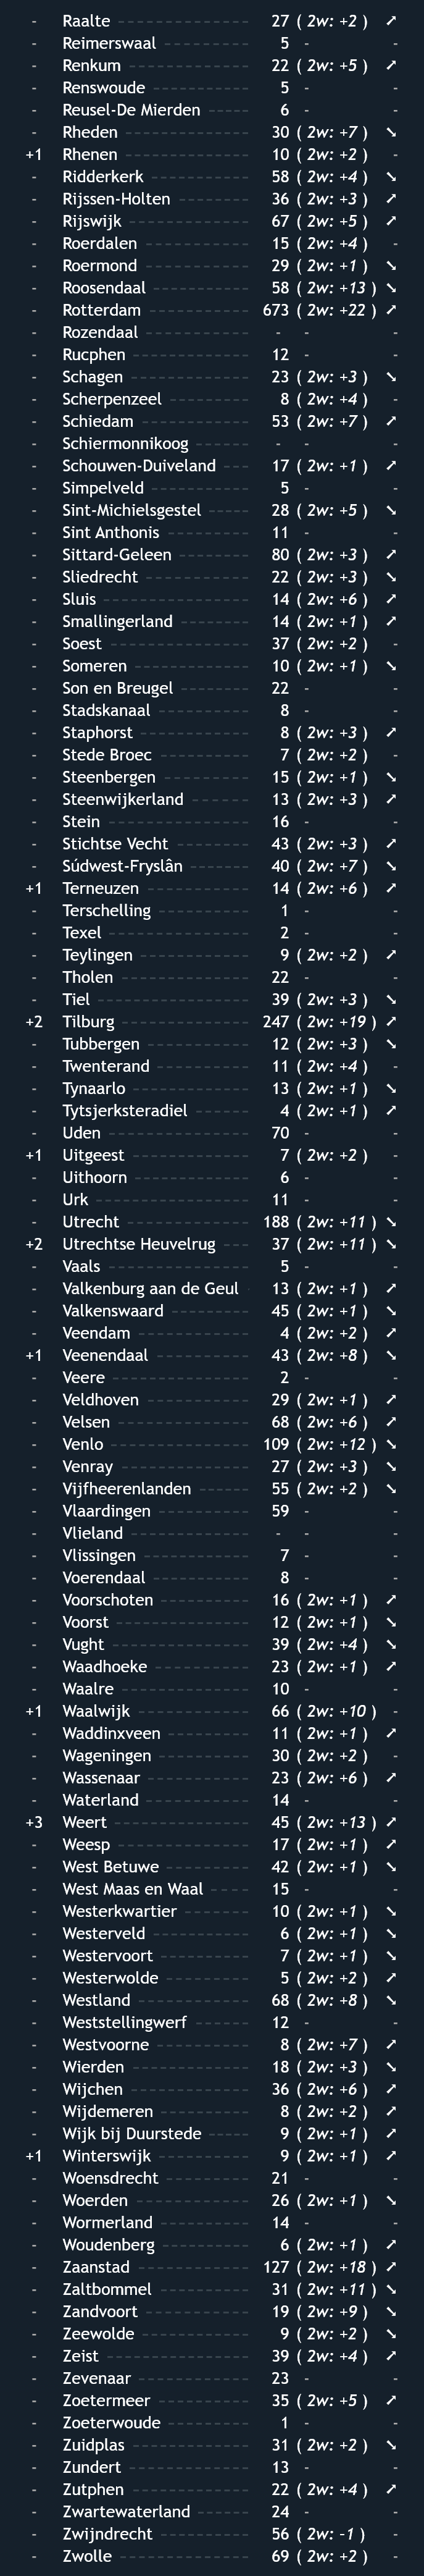 - Raalte 27 ( 2w: +2 ) ↗
- Reimerswaal 5 - -
- Renkum 22 ( 2w: +5 ) ↗
- Renswoude 5 - -
- Reusel-De Mierden 6 - -
- Rheden 30 ( 2w: +7 ) ↘
+1 Rhenen 10 ( 2w: +2 ) -
- Ridderkerk 58 ( 2w: +4 ) ↘
- Rijssen-Holten 36 ( 2w: +3 ) ↗
- Rijswijk 67 ( 2w: +5 ) ↗
- Roerdalen 15 ( 2w: +4 ) -
- Roermond 29 ( 2w: +1 ) ↘
- Roosendaal 58 ( 2w: +13 ) ↘
- Rotterdam 673 ( 2w: +22 ) ↗
- Rozendaal - - -
- Rucphen 12 - -
- Schagen 23 ( 2w: +3 ) ↘
- Scherpenzeel 8 ( 2w: +4 ) -
- Schiedam 53 ( 2w: +7 ) ↗
- Schiermonnikoog - - -
- Schouwen-Duiveland 17 ( 2w: +1 ) ↗
- Simpelveld 5 - -
- Sint-Michielsgestel 28 ( 2w: +5 ) ↘
- Sint Anthonis 11 - -
- Sittard-Geleen 80 ( 2w: +3 ) ↗
- Sliedrecht 22 ( 2w: +3 ) ↘
- Sluis 14 ( 2w: +6 ) ↗
- Smallingerland 14 ( 2w: +1 ) ↗
- Soest 37 ( 2w: +2 ) -
- Someren 10 ( 2w: +1 ) ↘
- Son en Breugel 22 - -
- Stadskanaal 8 - -
- Staphorst 8 ( 2w: +3 ) ↗
- Stede Broec 7 ( 2w: +2 ) -
- Steenbergen 15 ( 2w: +1 ) ↘
- Steenwijkerland 13 ( 2w: +3 ) ↗
- Stein 16 - -
- Stichtse Vecht 43 ( 2w: +3 ) ↗
- Súdwest-Fryslân 40 ( 2w: +7 ) ↘
+1 Terneuzen 14 ( 2w: +6 ) ↗
- Terschelling 1 - -
- Texel 2 - -
- Teylingen 9 ( 2w: +2 ) ↗
- Tholen 22 - -
- Tiel 39 ( 2w: +3 ) ↘
+2 Tilburg 247 ( 2w: +19 ) ↗
- Tubbergen 12 ( 2w: +3 ) ↘
- Twenterand 11 ( 2w: +4 ) -
- Tynaarlo 13 ( 2w: +1 ) ↘
- Tytsjerksteradiel 4 ( 2w: +1 ) ↗
- Uden 70 - -
+1 Uitgeest 7 ( 2w: +2 ) -
- Uithoorn 6 - -
- Urk 11 - -
- Utrecht 188 ( 2w: +11 ) ↘
+2 Utrechtse Heuvelrug 37 ( 2w: +11 ) ↘
- Vaals 5 - -
- Valkenburg aan de Geul 13 ( 2w: +1 ) ↗
- Valkenswaard 45 ( 2w: +1 ) ↘
- Veendam 4 ( 2w: +2 ) ↗
+1 Veenendaal 43 ( 2w: +8 ) ↘
- Veere 2 - -
- Veldhoven 29 ( 2w: +1 ) ↗
- Velsen 68 ( 2w: +6 ) ↗
- Venlo 109 ( 2w: +12 ) ↘
- Venray 27 ( 2w: +3 ) ↘
- Vijfheerenlanden 55 ( 2w: +2 ) ↘
- Vlaardingen 59 - -
- Vlieland - - -
- Vlissingen 7 - -
- Voerendaal 8 - -
- Voorschoten 16 ( 2w: +1 ) ↗
- Voorst 12 ( 2w: +1 ) ↘
- Vught 39 ( 2w: +4 ) ↘
- Waadhoeke 23 ( 2w: +1 ) ↗
- Waalre 10 - -
+1 Waalwijk 66 ( 2w: +10 ) -
- Waddinxveen 11 ( 2w: +1 ) ↗
- Wageningen 30 ( 2w: +2 ) -
- Wassenaar 23 ( 2w: +6 ) ↗
- Waterland 14 - -
+3 Weert 45 ( 2w: +13 ) ↗
- Weesp 17 ( 2w: +1 ) ↗
- West Betuwe 42 ( 2w: +1 ) ↘
- West Maas en Waal 15 - -
- Westerkwartier 10 ( 2w: +1 ) ↘
- Westerveld 6 ( 2w: +1 ) ↘
- Westervoort 7 ( 2w: +1 ) ↘
- Westerwolde 5 ( 2w: +2 ) ↗
- Westland 68 ( 2w: +8 ) ↘
- Weststellingwerf 12 - -
- Westvoorne 8 ( 2w: +7 ) ↗
- Wierden 18 ( 2w: +3 ) ↘
- Wijchen 36 ( 2w: +6 ) ↗
- Wijdemeren 8 ( 2w: +2 ) ↗
- Wijk bij Duurstede 9 ( 2w: +1 ) ↗
+1 Winterswijk 9 ( 2w: +1 ) ↗
- Woensdrecht 21 - -
- Woerden 26 ( 2w: +1 ) ↘
- Wormerland 14 - -
- Woudenberg 6 ( 2w: +1 ) ↗
- Zaanstad 127 ( 2w: +18 ) ↗
- Zaltbommel 31 ( 2w: +11 ) ↘
- Zandvoort 19 ( 2w: +9 ) ↘
- Zeewolde 9 ( 2w: +2 ) ↘
- Zeist 39 ( 2w: +4 ) ↗
- Zevenaar 23 - -
- Zoetermeer 35 ( 2w: +5 ) ↗
- Zoeterwoude 1 - -
- Zuidplas 31 ( 2w: +2 ) ↘
- Zundert 13 - -
- Zutphen 22 ( 2w: +4 ) ↗
- Zwartewaterland 24 - -
- Zwijndrecht 56 ( 2w: -1 ) -
- Zwolle 69 ( 2w: +2 ) -